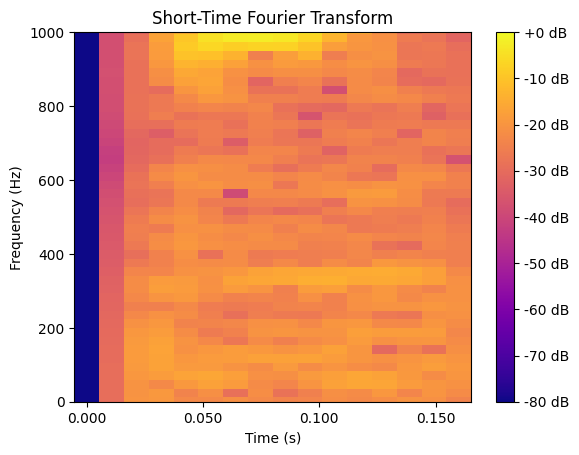 Short-Time Fourier Transform
Frequency (Hz)
1000
800
600
400
200
0
0.000
0.050
0.100
0.150
Time (s)
+0 dB
-10 dB
-20 dB
-30 dB
-40 dB
-50 dB
-60 dB
-70 dB
-80 dB